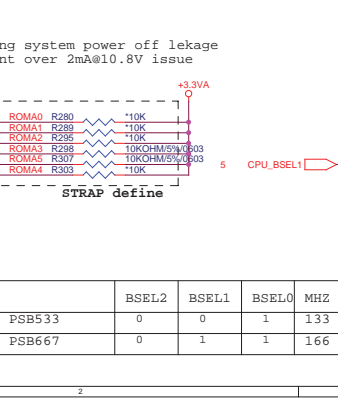 ng system power off lekage
nt over 2mA@10.8V issue
+3.3VA
ROMA0 R280 *10K
ROMA1 R289 *10K
ROMA2 R295 *10K
ROMA3 R298 10KOHM/5%/0603
ROMA5 R307 10KOHM/5%/0603
ROMA4 R303 *10K
5 CPU_BSEL1
STRAP define
BSEL2 BSEL1 BSEL0 MHZ
PSB533 0 0 1 133
PSB667 0 1 1 166
2